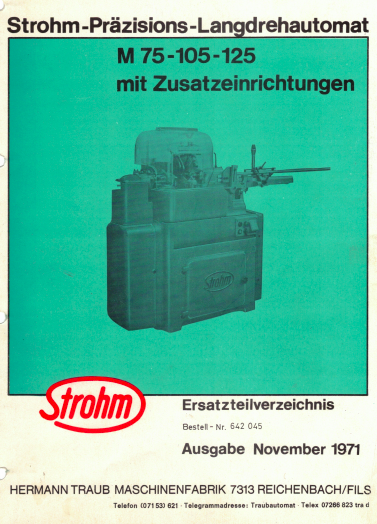 Strohm-Präzisions-Langdrehautomat
M 75-105-125
mit Zusatzeinrichtungen
Strohm
Strohm
Ersatzteilverzeichnis
Bestell-Nr. 642 045
Ausgabe November 1971
HERMANN TRAUB MASCHINENFABRIK 7313 REICHENBACH/FILS
Telefon (07153) 621 · Telegrammadresse: Traubautomat · Telex 07266 823 tra d